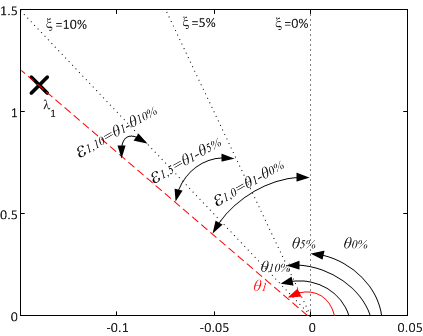 1.5
ξ =10%
ξ =5%
ξ =0%
1
λ1
ε1,10=θ1-θ10%
ε1,5=θ1-θ5%
ε1,0=θ1-θ0%
0.5
θ5%
θ0%
θ10%
θ1
0
-0.1
-0.05
0
0.05